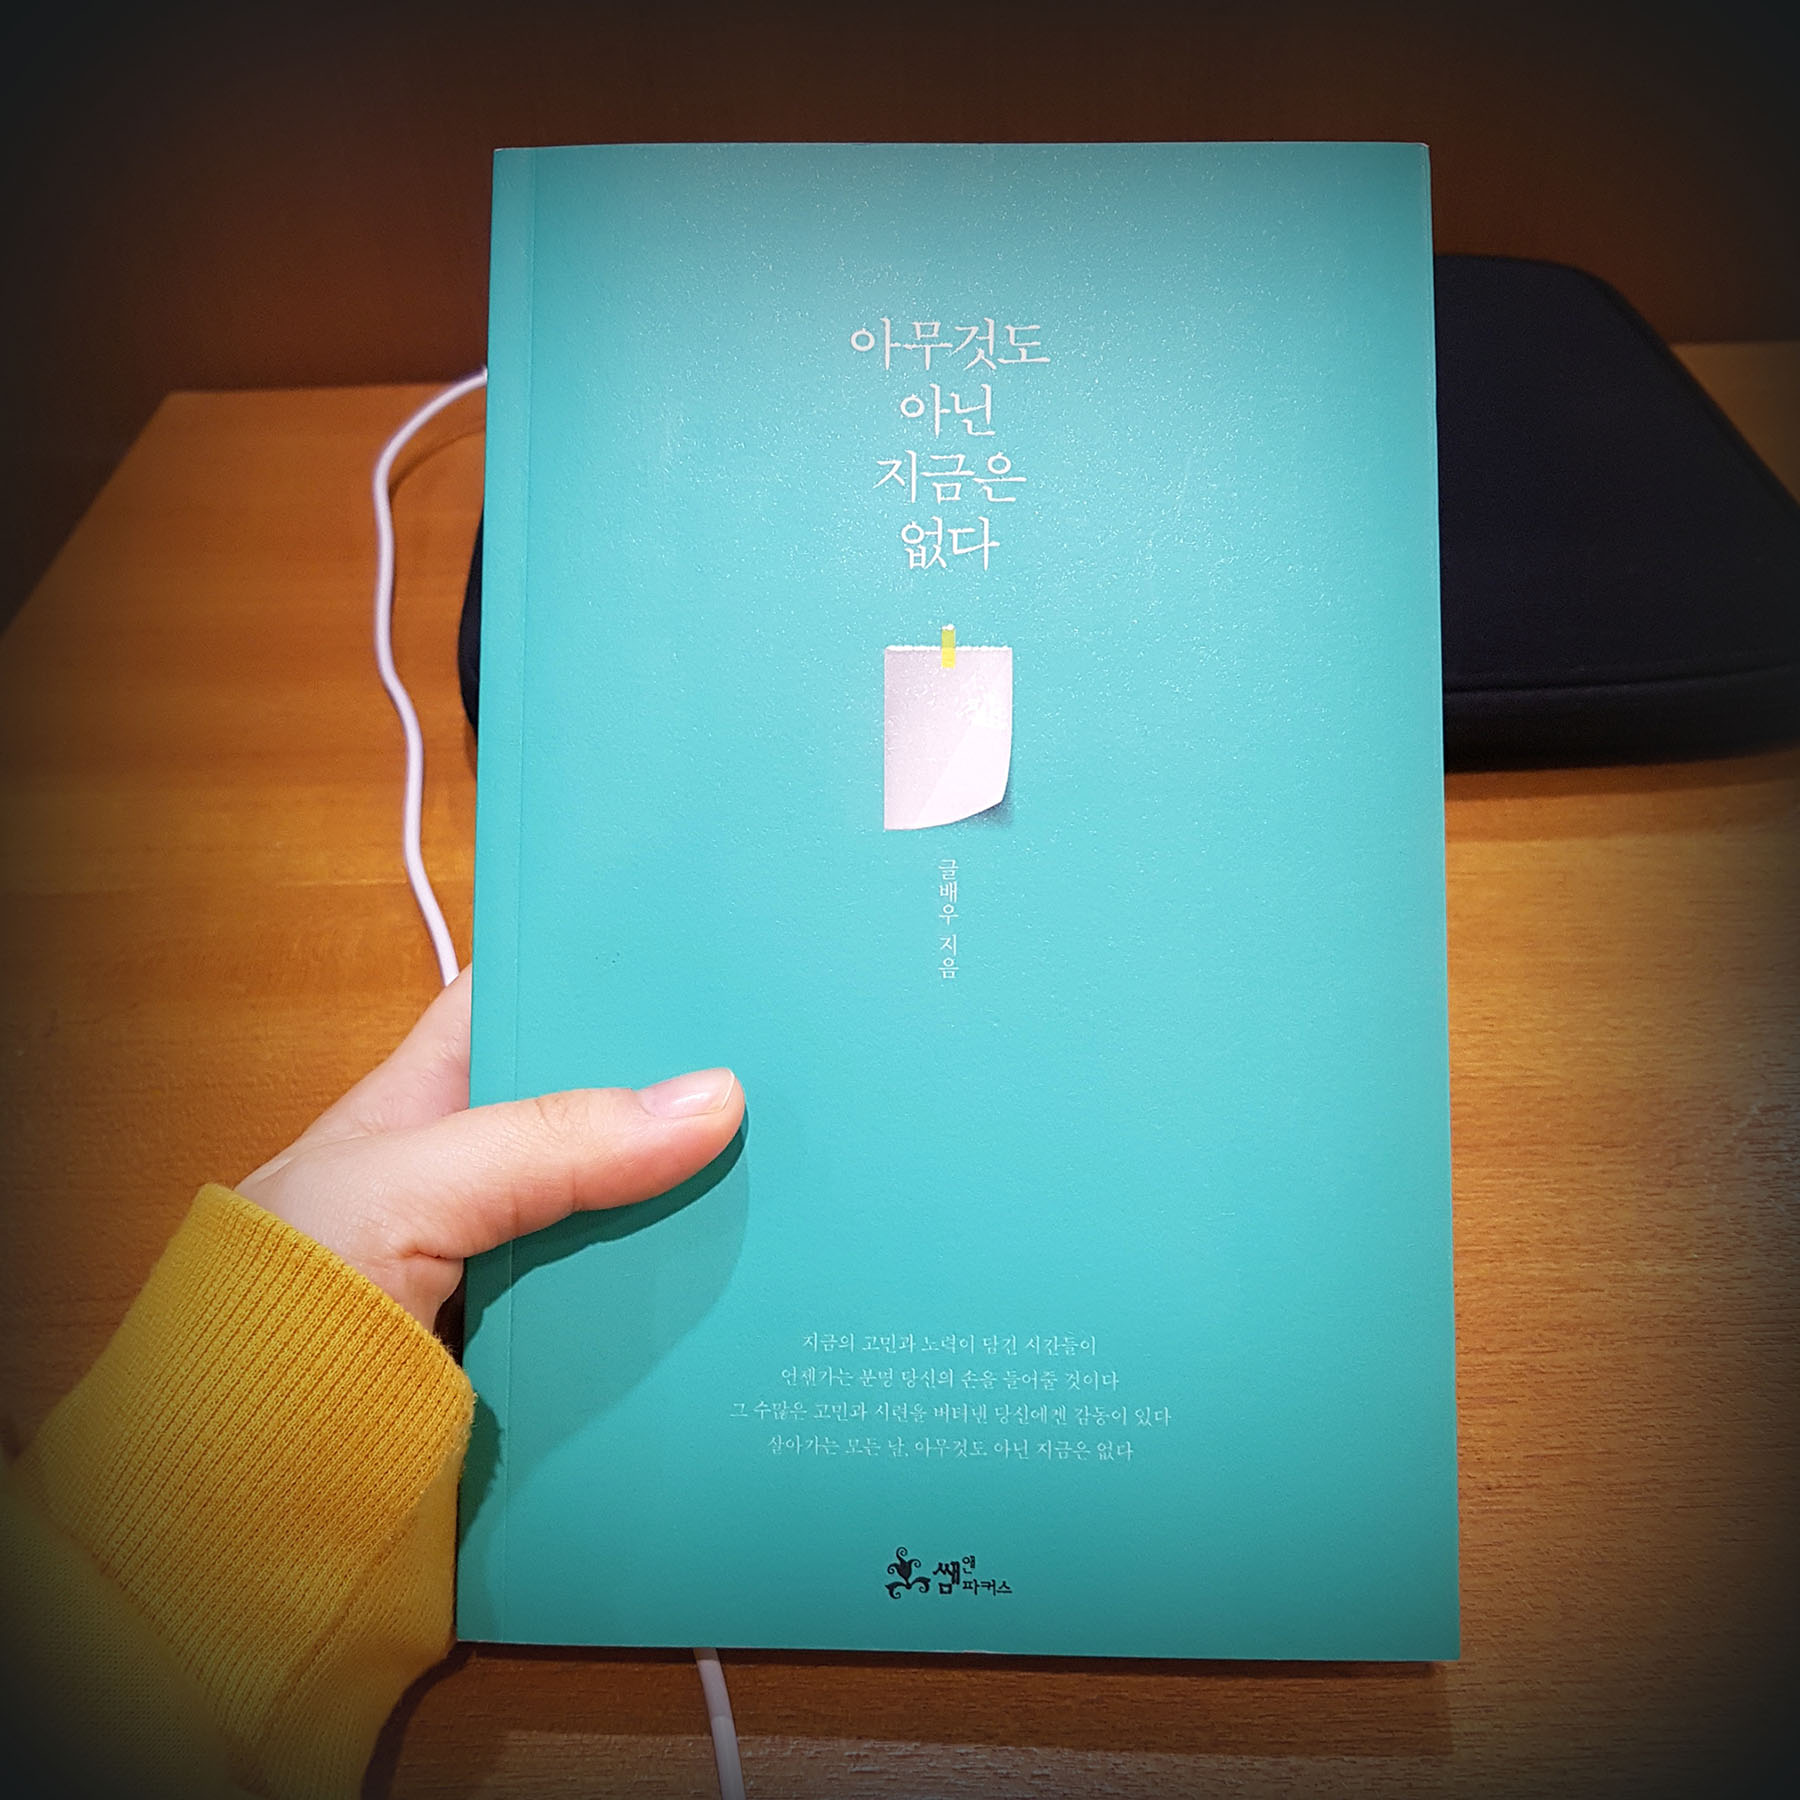 아무것도
아닌
지금은
없다
글배우 지음
지금의 고민과 노력이 담긴 시간들이
언젠가는 분명 당신의 손을 들어줄 것이다
그 수많은 고민과 시련을 버텨낸 당신에겐 감동이 있다
살아가는 모든 날, 아무것도 아닌 지금은 없다
쌤앤파커스